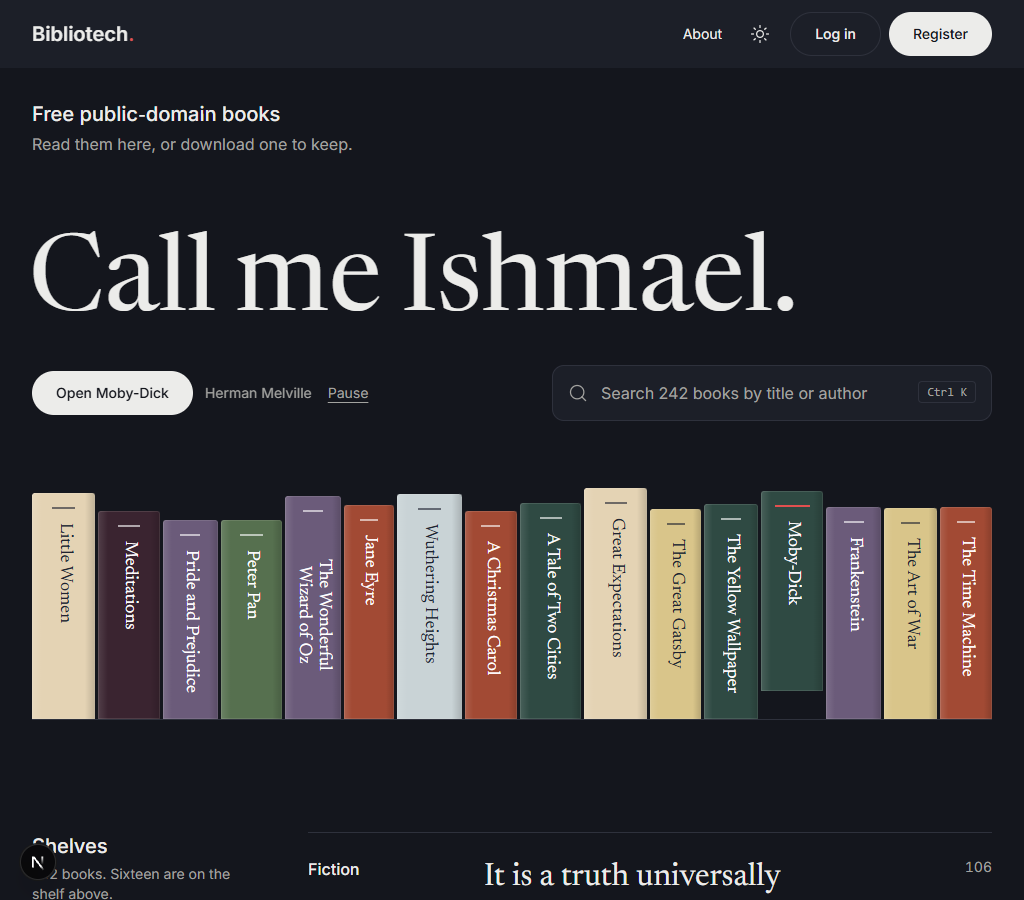 Bibliotech.
About
Log in
Register
Free public-domain books
Read them here, or download one to keep.
Call me Ishmael.
Open Moby-Dick
Herman Melville
Pause
Search 242 books by title or author
Ctrl K
Little Women
Meditations
Pride and Prejudice
Peter Pan
The Wonderful
Wizard of Oz
Jane Eyre
Wuthering Heights
A Christmas Carol
A Tale of Two Cities
Great Expectations
The Great Gatsby
The Yellow Wallpaper
Moby-Dick
Frankenstein
The Art of War
The Time Machine
Shelves
books. Sixteen are on the
shelf above.
N
Fiction
It is a truth universally
106